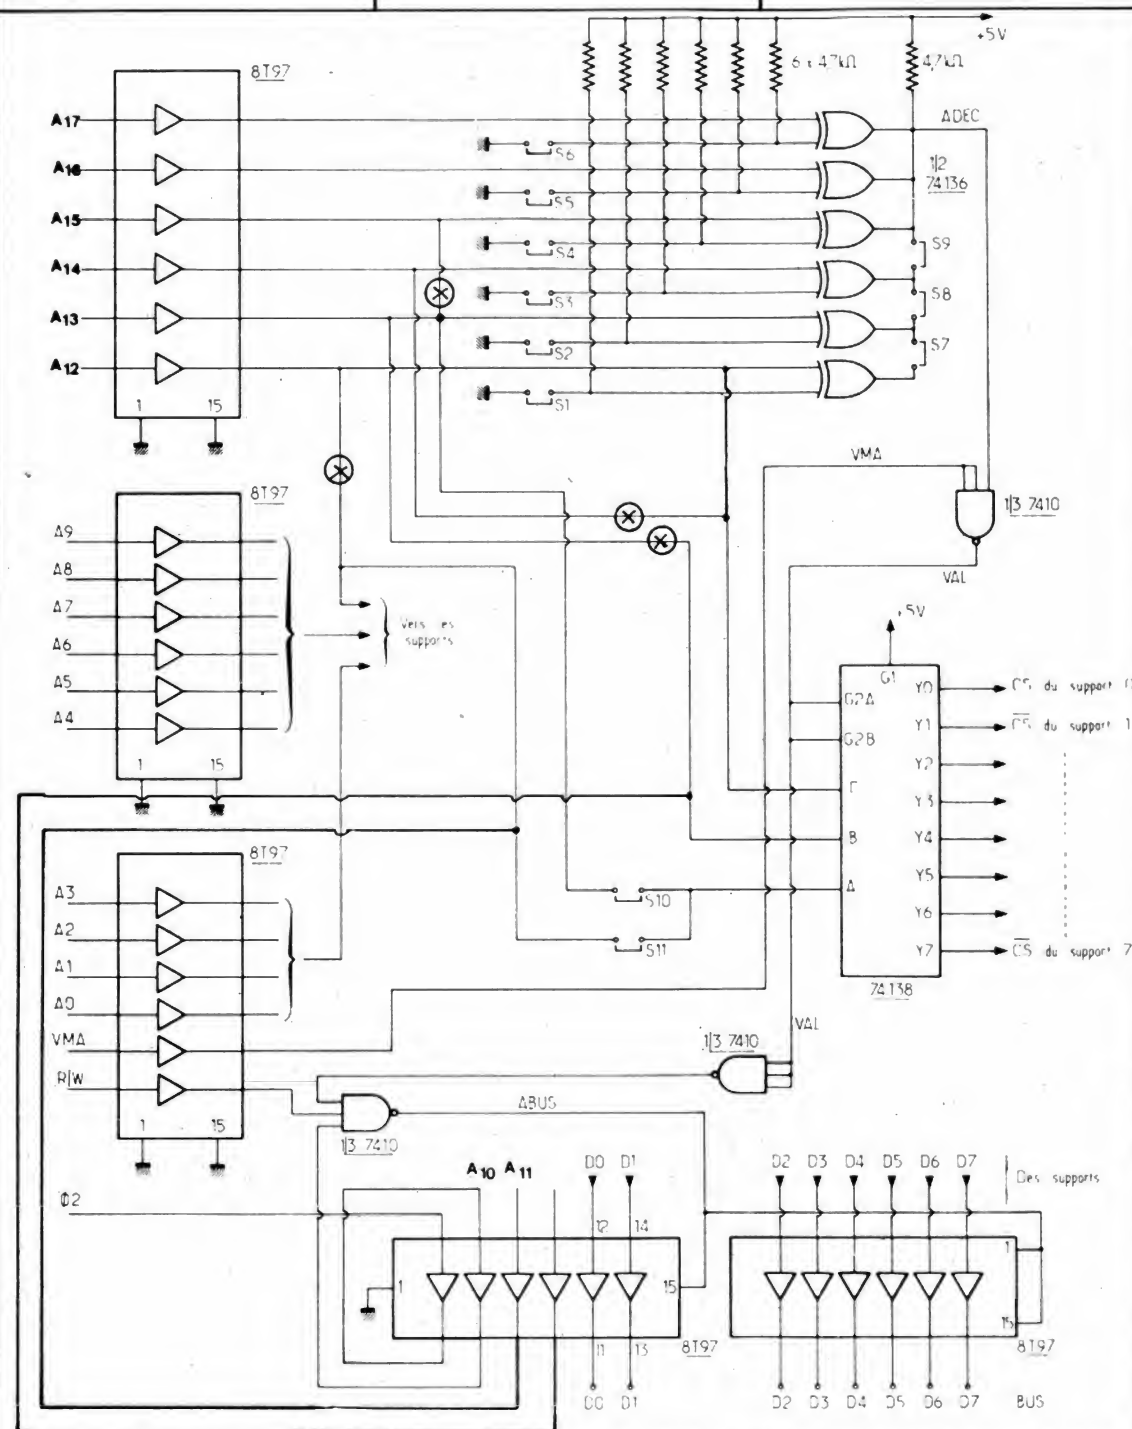 +5V
8T97
6 x 4,7kΩ
4,7kΩ
A17
ADEC
S6
1/2
74136
A16
S5
A15
S4
S9
A14
S3
S8
A13
S2
S7
A12
S1
1 15
VMA
8T97
1/3 7410
A9
A8
VAL
A7
Vers les
supports
+5V
A6
A5
A4
G1
Y0 CS du support
G2A
Y1 CS du support 1
G2B
Y2
1 15
Y3
B
Y4
8T97
Y5
A3
A
S10
Y6
A2
S11
Y7 CS du support 7
A1
74138
A0
VAL
VMA
1/3 7410
R/W
ABUS
1 15
1/3 7410
A10 A11 D0 D1 D2 D3 D4 D5 D6 D7
Des supports
Φ2
12 14
1
1 15
15
11 13
8T97
8T97
D0 D1 D2 D3 D4 D5 D6 D7 BUS